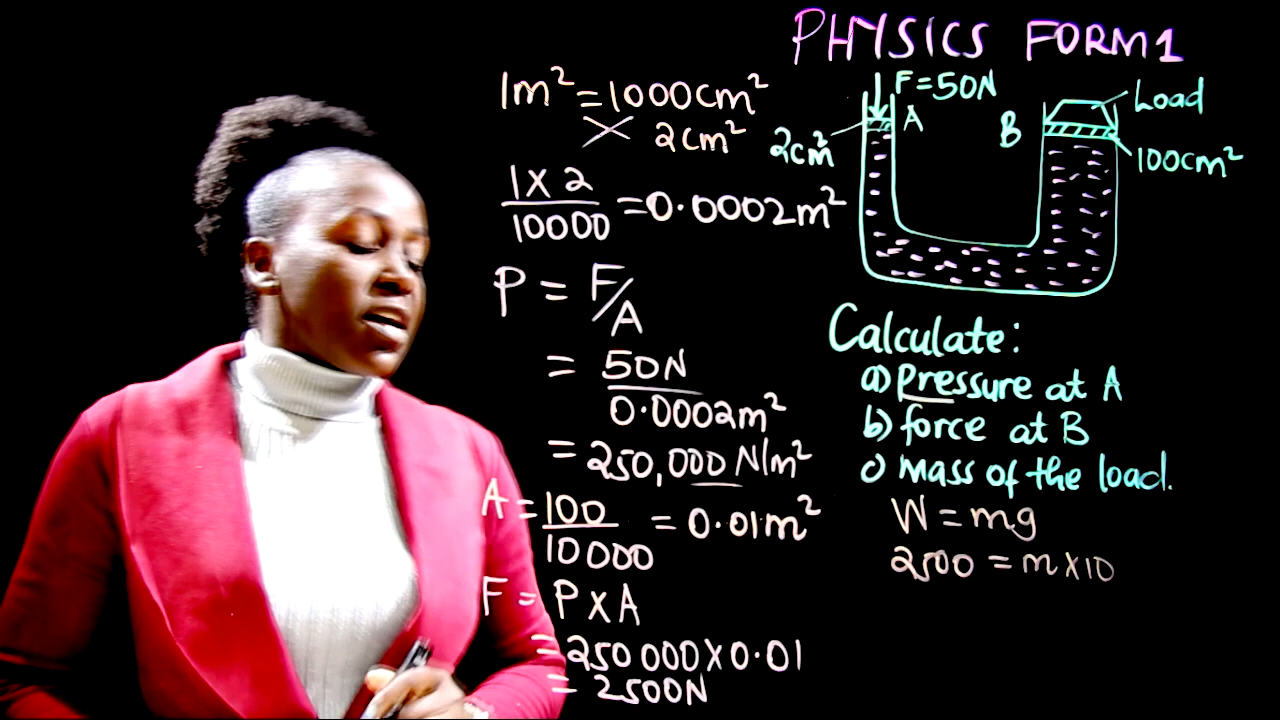 PHYSICS FORM 1
1m² = 1000cm²
2cm²
1 X 2
10000
= 0.0002m²
P = F/A
= 50N
0.0002m²
= 250,000 N/m²
A = 100
10000
= 0.01m²
F = P X A
= 250 000 X 0.01
= 2500N
F = 50N
A
B
Load
2cm²
100cm²
Calculate:
a) Pressure at A
b) force at B
c) mass of the load.
W = mg
2500 = m X 10